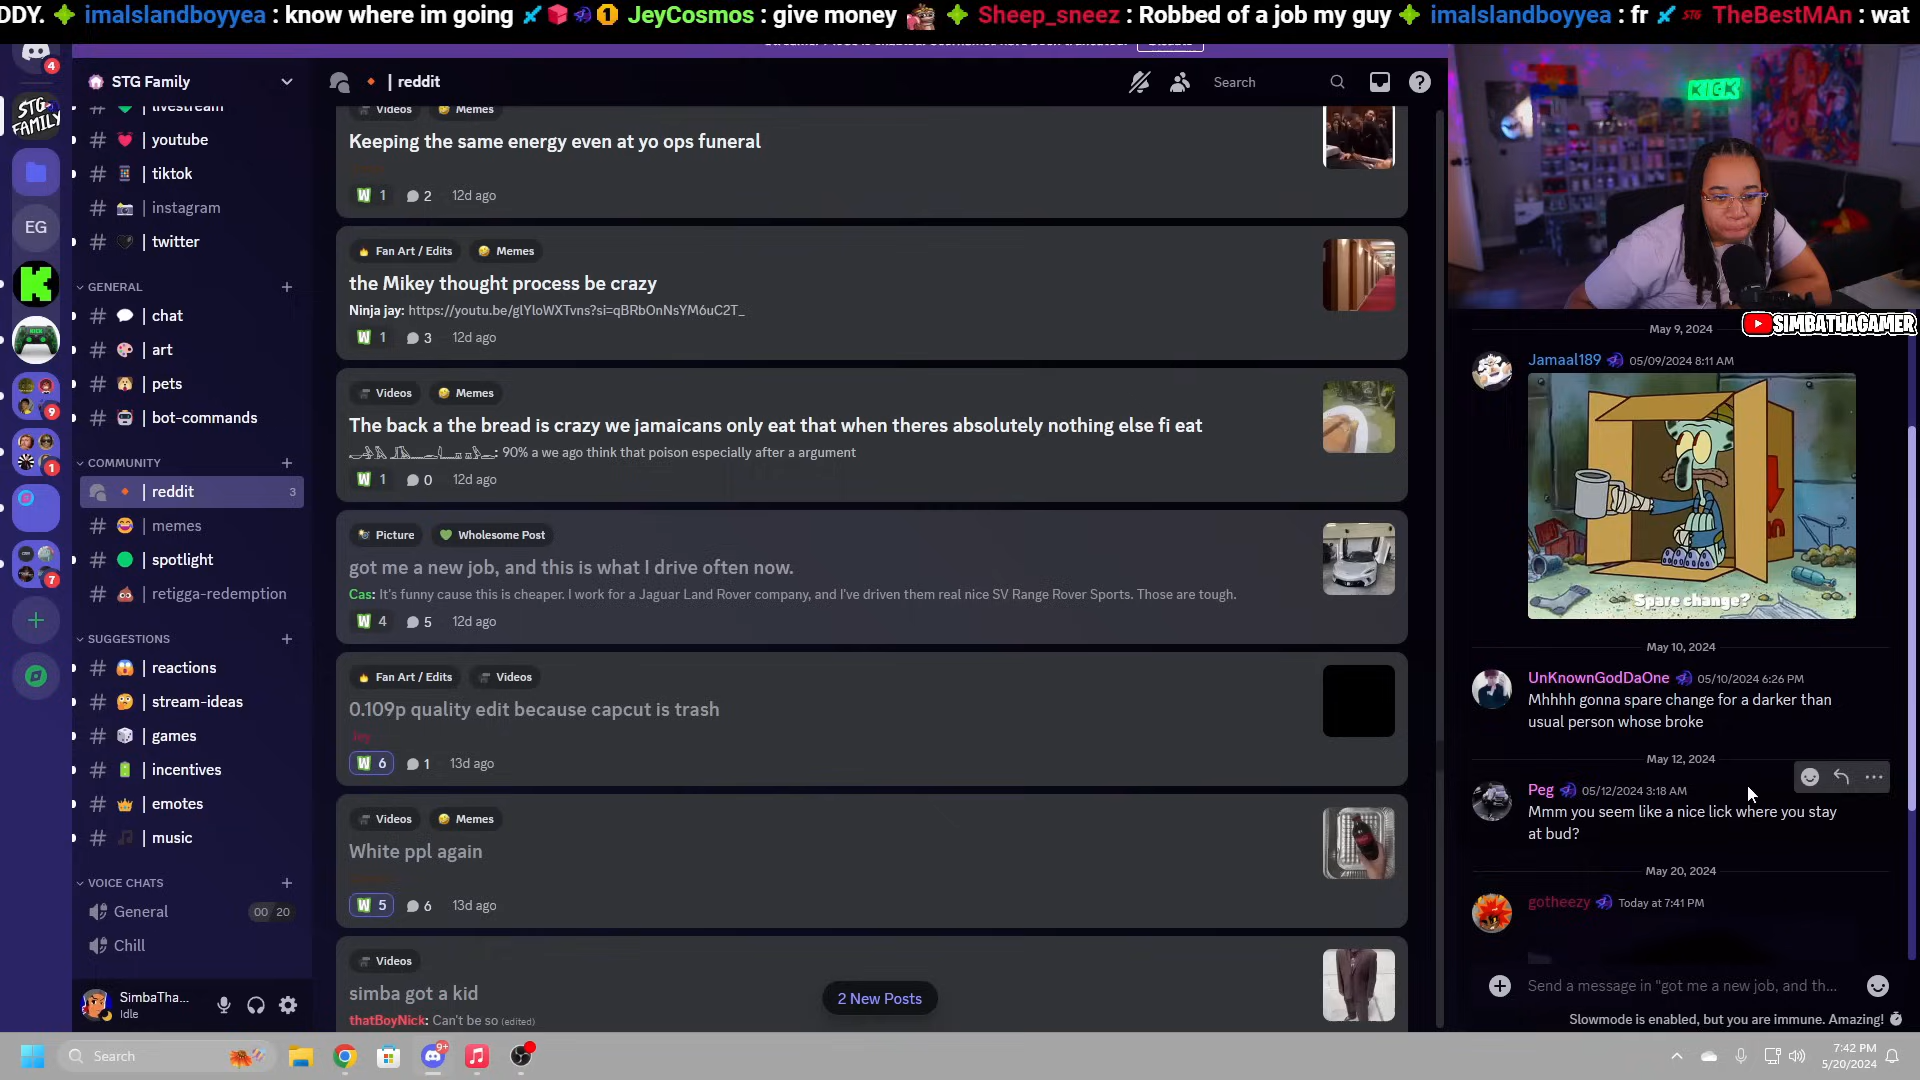 DDY. imaIslandboyyea : know where im going JeyCosmos : give money Sheep_sneez : Robbed of a job my guy imaIslandboyyea : fr TheBestMAn : wat
4
STG Family
| reddit
Search
KICK
STG FAMILY
| livestream
| youtube
| tiktok
| instagram
| twitter
EG
GENERAL
| chat
| art
| pets
| bot-commands
9
1
7
COMMUNITY
| reddit 3
| memes
| spotlight
| retigga-redemption
SUGGESTIONS
| reactions
| stream-ideas
| games
| incentives
| emotes
| music
VOICE CHATS
General 00 20
Chill
SimbaTha...
Idle
Videos Memes
Keeping the same energy even at yo ops funeral
W 1 2 12d ago
Fan Art / Edits Memes
the Mikey thought process be crazy
Ninja jay: https://youtu.be/glYloWXTvns?si=qBRbOnNsYM6uC2T_
W 1 3 12d ago
Videos Memes
The back a the bread is crazy we jamaicans only eat that when theres absolutely nothing else fi eat
90% a we ago think that poison especially after a argument
W 1 0 12d ago
Picture Wholesome Post
got me a new job, and this is what I drive often now.
Cas: It's funny cause this is cheaper. I work for a Jaguar Land Rover company, and I've driven them real nice SV Range Rover Sports. Those are tough.
W 4 5 12d ago
Fan Art / Edits Videos
0.109p quality edit because capcut is trash
Jey
W 6 1 13d ago
Videos Memes
White ppl again
W 5 6 13d ago
Videos
simba got a kid
thatBoyNick: Can't be so (edited)
2 New Posts
May 9, 2024
SIMBATHAGAMER
Jamaal189 05/09/2024 8:11 AM
Spare change?
May 10, 2024
UnKnownGodDaOne 05/10/2024 6:26 PM
Mhhhh gonna spare change for a darker than
usual person whose broke
May 12, 2024
Peg 05/12/2024 3:18 AM
Mmm you seem like a nice lick where you stay
at bud?
May 20, 2024
gotheezy Today at 7:41 PM
Send a message in "got me a new job, and th...
Slowmode is enabled, but you are immune. Amazing!
Search
9+
7:42 PM
5/20/2024